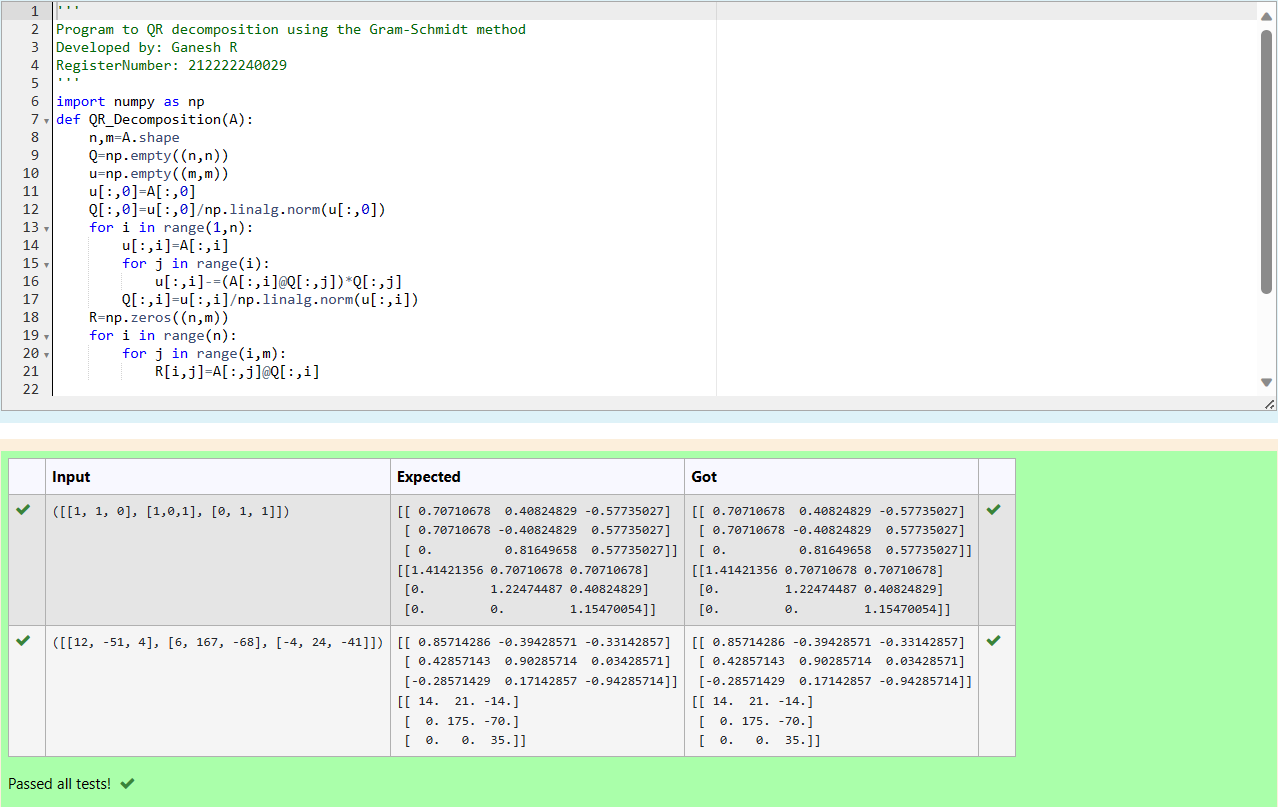 1 '''
2 Program to QR decomposition using the Gram-Schmidt method
3 Developed by: Ganesh R
4 RegisterNumber: 212222240029
5 '''
6 import numpy as np
7 def QR_Decomposition(A):
8     n,m=A.shape
9     Q=np.empty((n,n))
10     u=np.empty((m,m))
11     u[:,0]=A[:,0]
12     Q[:,0]=u[:,0]/np.linalg.norm(u[:,0])
13     for i in range(1,n):
14         u[:,i]=A[:,i]
15         for j in range(i):
16             u[:,i]-=(A[:,i]@Q[:,j])*Q[:,j]
17         Q[:,i]=u[:,i]/np.linalg.norm(u[:,i])
18     R=np.zeros((n,m))
19     for i in range(n):
20         for j in range(i,m):
21             R[i,j]=A[:,j]@Q[:,i]
22
Input Expected Got
([[1, 1, 0], [1,0,1], [0, 1, 1]]) [[ 0.70710678  0.40824829 -0.57735027] [[ 0.70710678  0.40824829 -0.57735027]
[ 0.70710678 -0.40824829  0.57735027] [ 0.70710678 -0.40824829  0.57735027]
[ 0.          0.81649658  0.57735027]] [ 0.          0.81649658  0.57735027]]
[[1.41421356 0.70710678 0.70710678] [[1.41421356 0.70710678 0.70710678]
[0.         1.22474487 0.40824829] [0.         1.22474487 0.40824829]
[0.         0.         1.15470054]] [0.         0.         1.15470054]]
([[12, -51, 4], [6, 167, -68], [-4, 24, -41]]) [[ 0.85714286 -0.39428571 -0.33142857] [[ 0.85714286 -0.39428571 -0.33142857]
[ 0.42857143  0.90285714  0.03428571] [ 0.42857143  0.90285714  0.03428571]
[-0.28571429  0.17142857 -0.94285714]] [-0.28571429  0.17142857 -0.94285714]]
[[ 14.  21. -14.] [[ 14.  21. -14.]
[  0. 175. -70.] [  0. 175. -70.]
[  0.   0.  35.]] [  0.   0.  35.]]
Passed all tests!